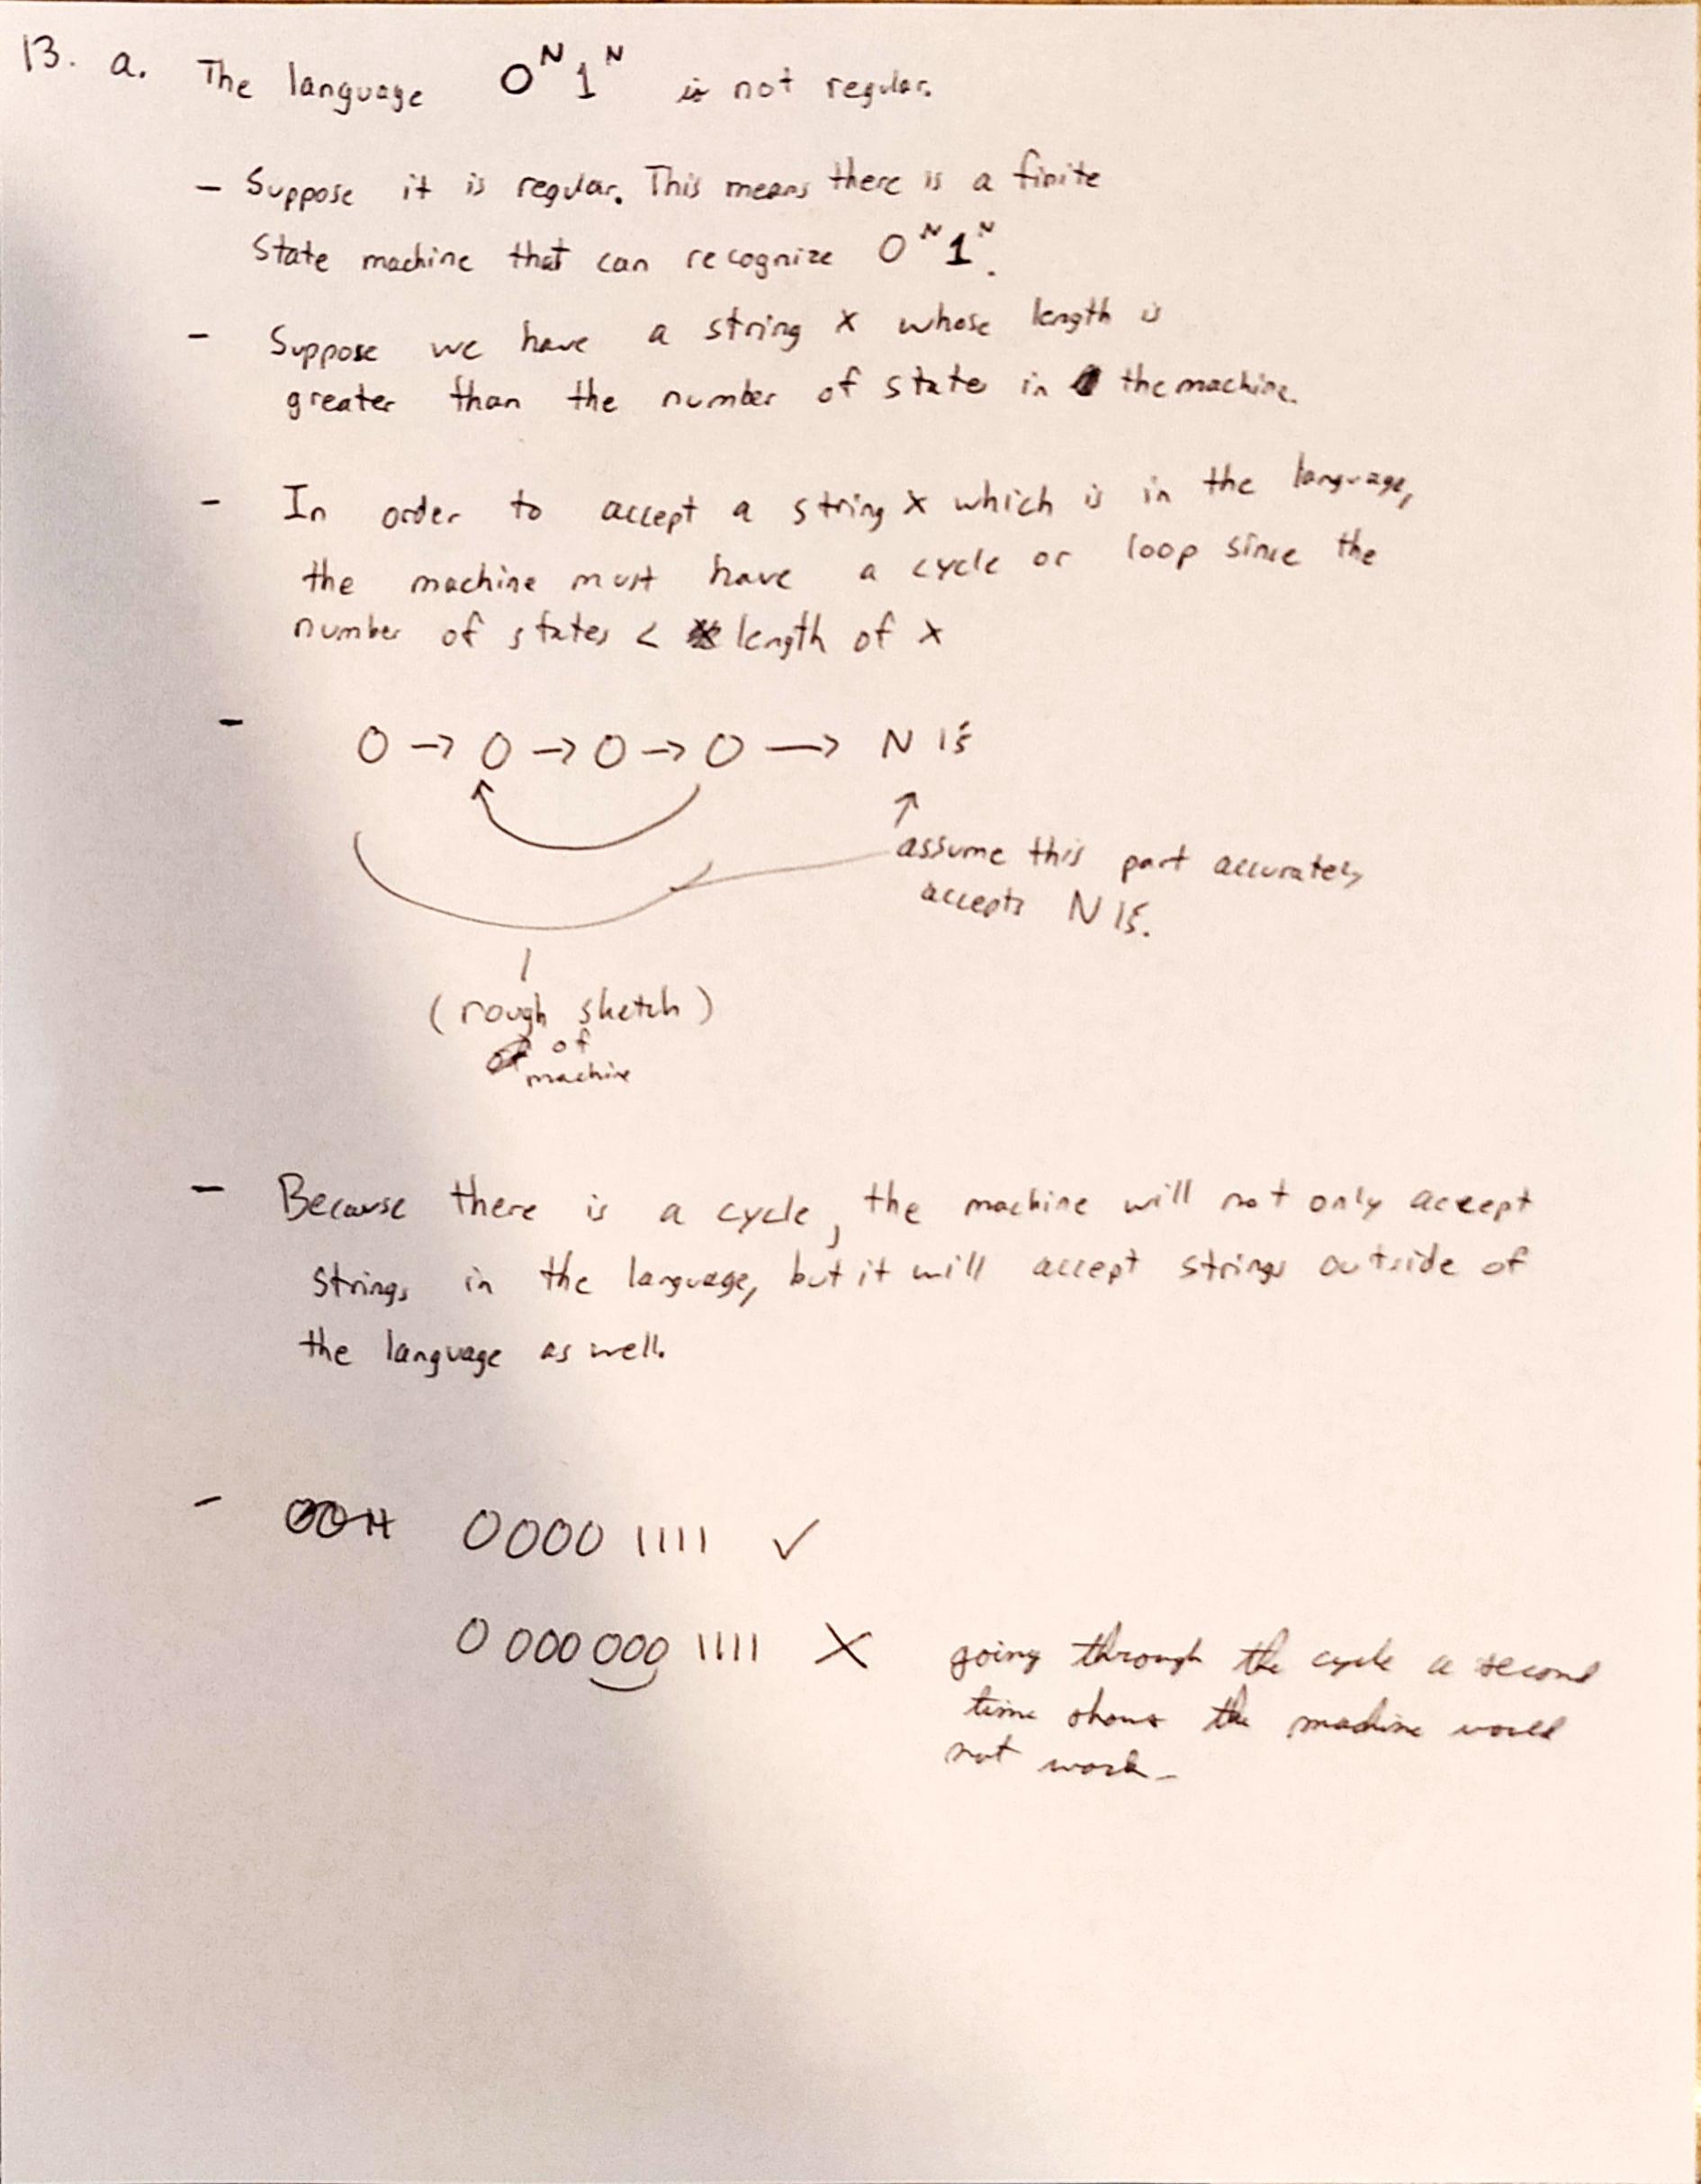 13. a. The language 0^N 1^N is not regular.
- Suppose it is regular. This means there is a finite
state machine that can recognize 0^N 1^N.
- Suppose we have a string x whose length is
greater than the number of state in the machine.
- In order to accept a string x which is in the language,
the machine must have a cycle or loop since the
number of states < length of x
- 0 → 0 → 0 → 0 → N 1's
assume this part accurately
accepts N 1's.
(rough sketch)
of
machine
- Because there is a cycle, the machine will not only accept
strings in the language, but it will accept strings outside of
the language as well.
- 0011 0000 1111 ✓
0 000 000 1111 X going through the cycle a second
time shows the machine would
not work.